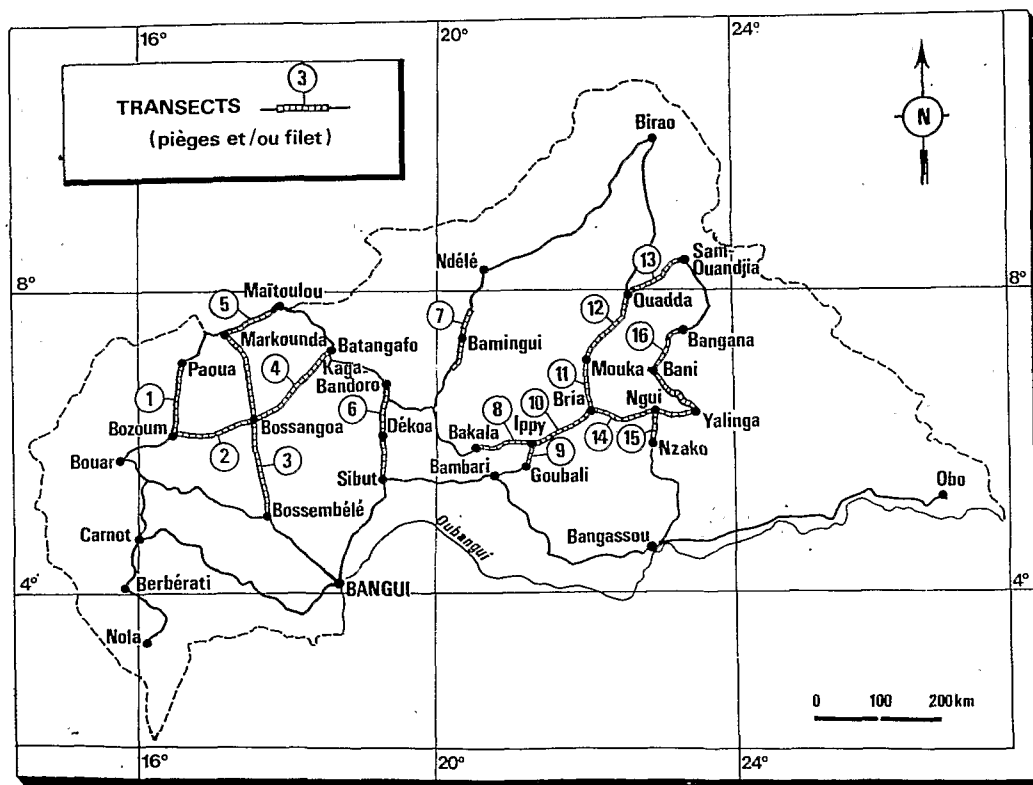 16°
20°
24°
3
TRANSECTS
(pièges et/ou filet)
N
Birao
Ndélé
13
Sam-
Ouandjia
8°
8°
Maïtoulou
Ouadda
5
12
7
16
Markounda
Batangafo
Bamingui
Bangana
4
Kaga
Bandoro
Paoua
11
Mouka
Bani
1
6
8
10
Bria
Ngui
Yalinga
Bozoum
Bossangoa
Dékoa
Ippy
Bakala
14
15
2
3
9
Nzako
Bouar
Sibut
Bambari
Goubali
Obo
Bossembélé
Oubangui
Carnot
Bangassou
4°
Berbérati
BANGUI
4°
Nola
0 100 200 km
16°
20°
24°